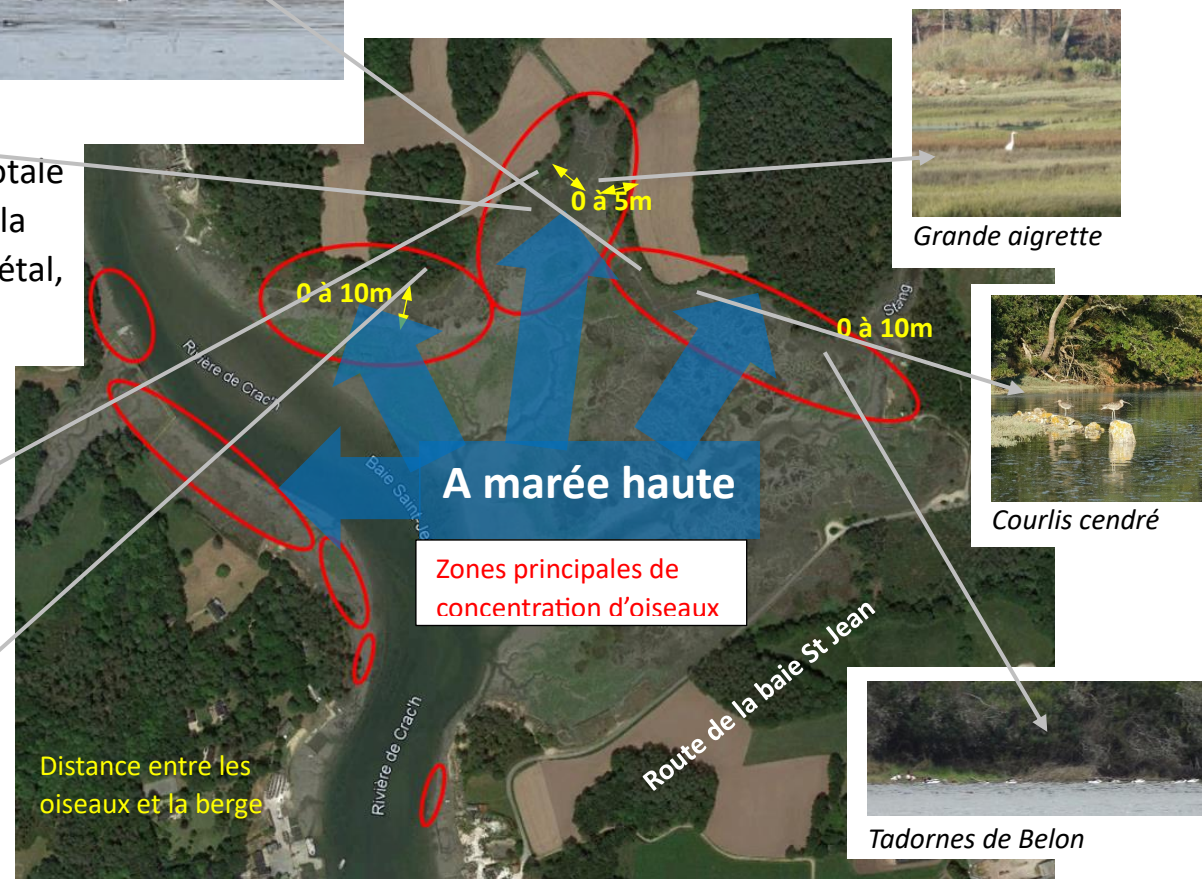 la
étal,
0 à 5m
0 à 10m
0 à 10m
Grande aigrette
Stang
Rivière de Crac'h
Courlis cendré
A marée haute
Baie Saint-Je
Zones principales de
concentration d'oiseaux
Route de la baie St Jean
Rivière de Crac'h
Distance entre les
oiseaux et la berge
Tadornes de Belon